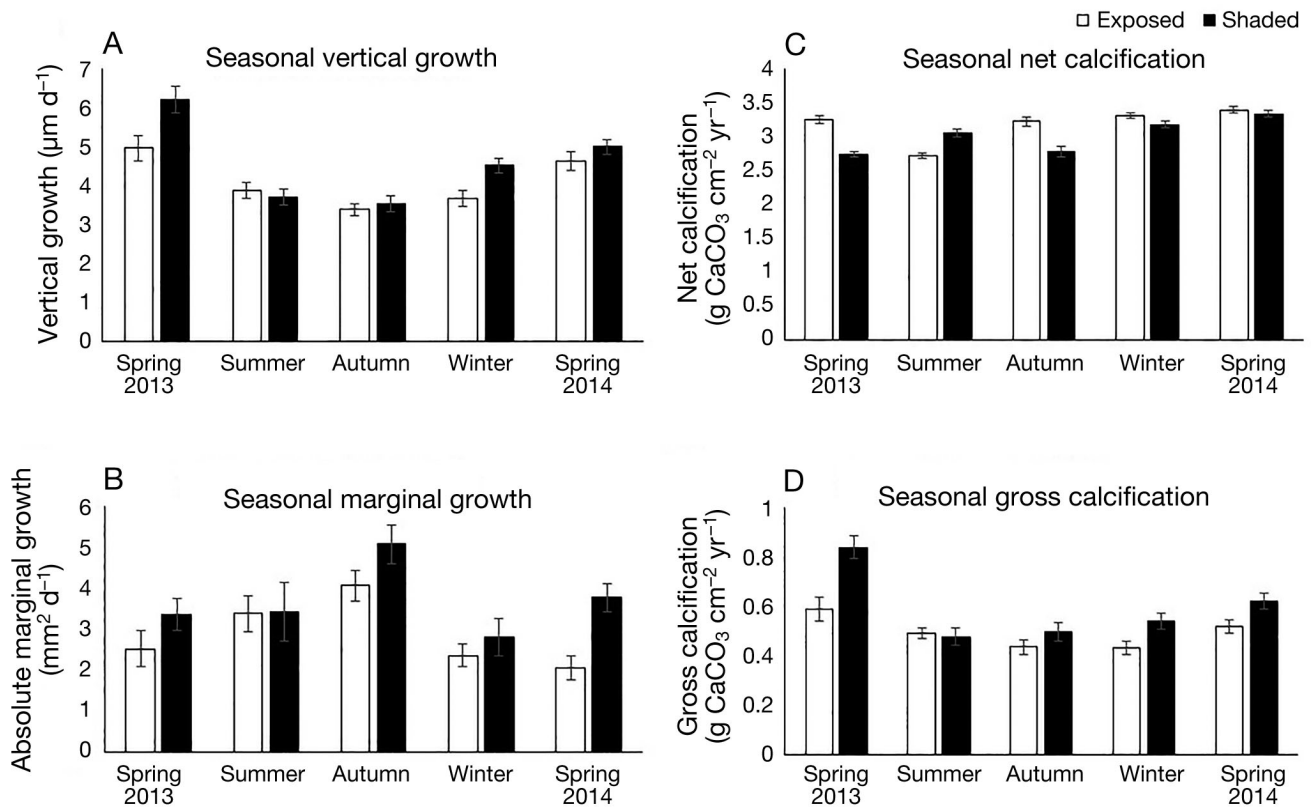 Exposed Shaded
A
Seasonal vertical growth
Vertical growth (µm d⁻¹)
7
6
5
4
3
2
1
0
Spring 2013
Summer
Autumn
Winter
Spring 2014
C
Seasonal net calcification
Net calcification
(g CaCO₃ cm⁻² yr⁻¹)
4
3.5
3
2.5
2
1.5
1
0.5
0
Spring 2013
Summer
Autumn
Winter
Spring 2014
B
Seasonal marginal growth
Absolute marginal growth
(mm² d⁻¹)
6
5
4
3
2
1
0
Spring 2013
Summer
Autumn
Winter
Spring 2014
D
Seasonal gross calcification
Gross calcification
(g CaCO₃ cm⁻² yr⁻¹)
1
0.8
0.6
0.4
0.2
0
Spring 2013
Summer
Autumn
Winter
Spring 2014